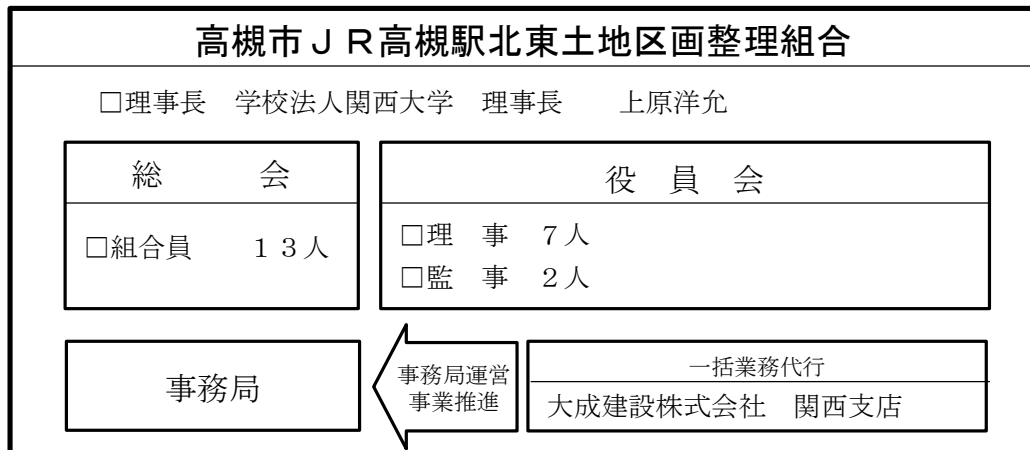 高槻市ＪＲ高槻駅北東土地区画整理組合
□理事長　学校法人関西大学　理事長　　上原洋允
総　　　会
□組合員　　１３人
役　員　会
□理　事　７人
□監　事　２人
事務局
事務局運営
事業推進
一括業務代行
大成建設株式会社　関西支店